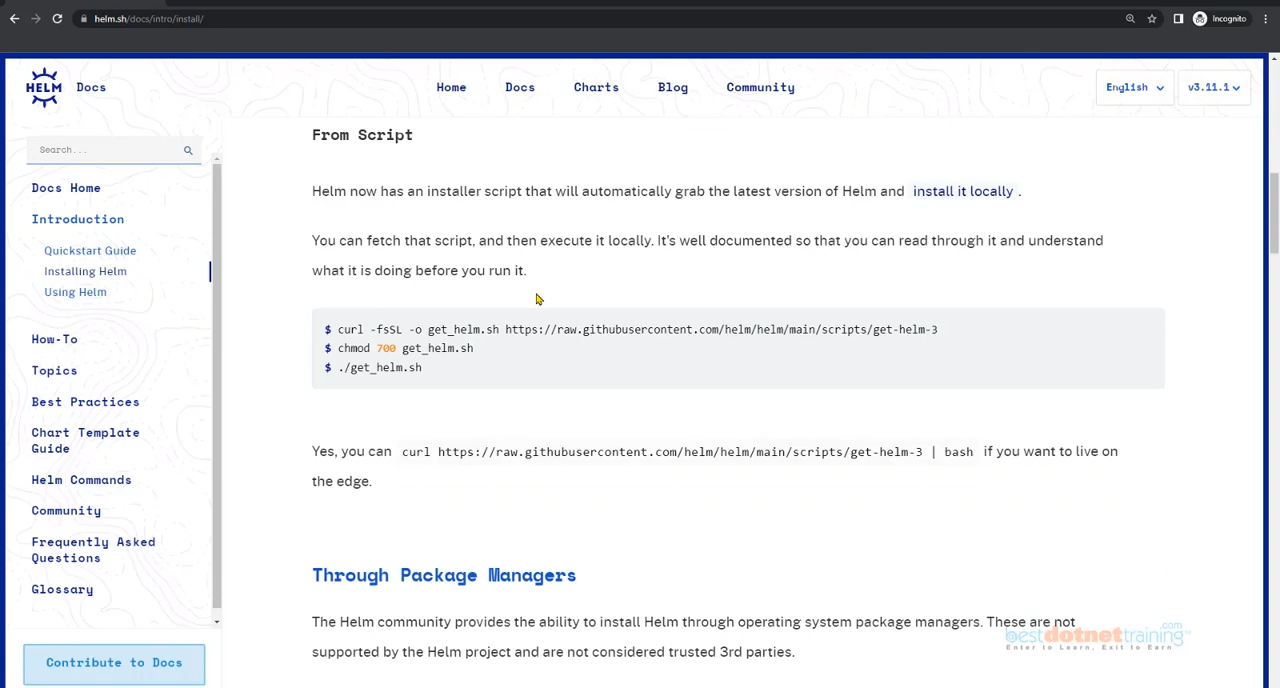 helm.sh/docs/intro/install/
Incognito
HELM
Docs
Home
Docs
Charts
Blog
Community
English
v3.11.1
Search...
Docs Home
Introduction
Quickstart Guide
Installing Helm
Using Helm
How-To
Topics
Best Practices
Chart Template
Guide
Helm Commands
Community
Frequently Asked
Questions
Glossary
Contribute to Docs
From Script
Helm now has an installer script that will automatically grab the latest version of Helm and install it locally .
You can fetch that script, and then execute it locally. It's well documented so that you can read through it and understand
what it is doing before you run it.
$ curl -fsSL -o get_helm.sh https://raw.githubusercontent.com/helm/helm/main/scripts/get-helm-3
$ chmod 700 get_helm.sh
$ ./get_helm.sh
Yes, you can curl https://raw.githubusercontent.com/helm/helm/main/scripts/get-helm-3 | bash if you want to live on
the edge.
Through Package Managers
The Helm community provides the ability to install Helm through operating system package managers. These are not
supported by the Helm project and are not considered trusted 3rd parties.
bestdotnettraining.com
Enter to Learn, Exit to Earn